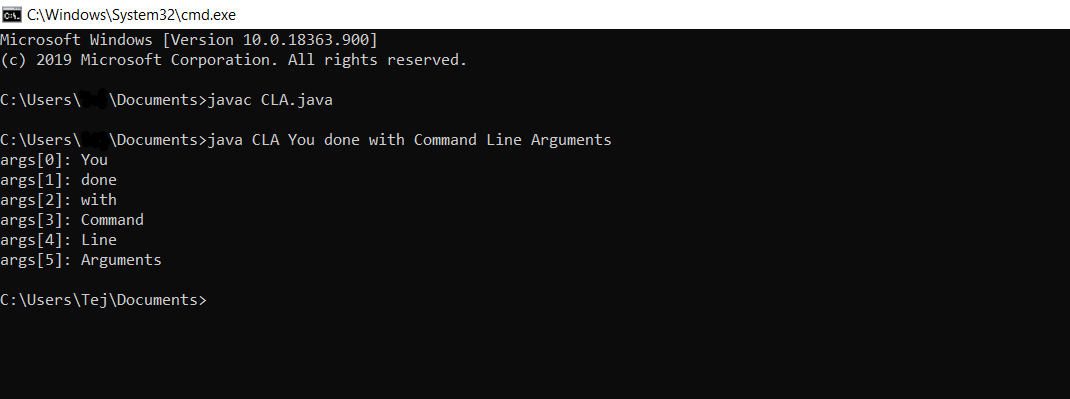 C:\Windows\System32\cmd.exe
Microsoft Windows [Version 10.0.18363.900]
(c) 2019 Microsoft Corporation. All rights reserved.
C:\Users\ \Documents>javac CLA.java
C:\Users\ \Documents>java CLA You done with Command Line Arguments
args[0]: You
args[1]: done
args[2]: with
args[3]: Command
args[4]: Line
args[5]: Arguments
C:\Users\Tej\Documents>